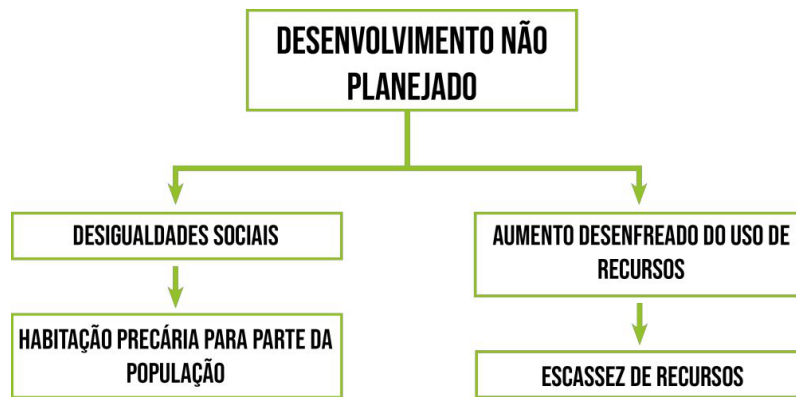 DESENVOLVIMENTO NÃO
PLANEJADO
DESIGUALDADES SOCIAIS
HABITAÇÃO PRECÁRIA PARA PARTE DA
POPULAÇÃO
AUMENTO DESENFREADO DO USO DE
RECURSOS
ESCASSEZ DE RECURSOS